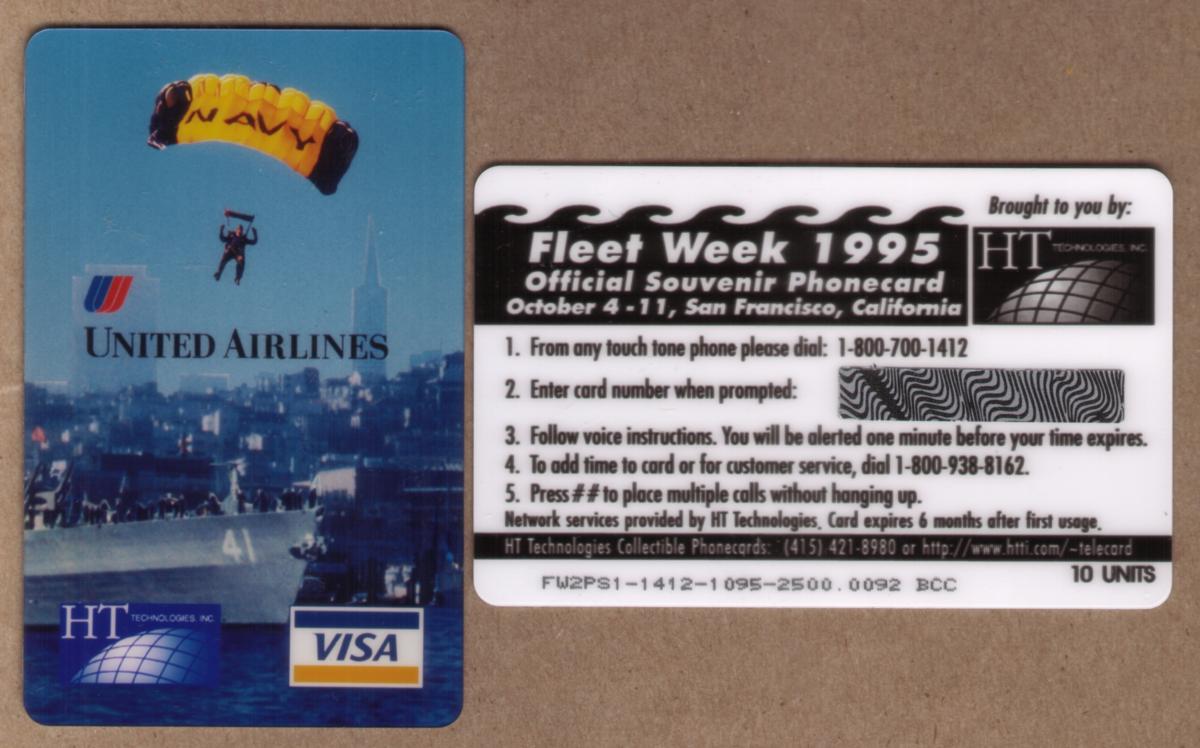 NAVY
UNITED AIRLINES
41
HT TECHNOLOGIES, INC.
VISA
Brought to you by:
HT TECHNOLOGIES, INC.
Fleet Week 1995
Official Souvenir Phonecard
October 4 - 11, San Francisco, California
1. From any touch tone phone please dial: 1-800-700-1412
2. Enter card number when prompted:
3. Follow voice instructions. You will be alerted one minute before your time expires.
4. To add time to card or for customer service, dial 1-800-938-8162.
5. Press ## to place multiple calls without hanging up.
Network services provided by HT Technologies. Card expires 6 months after first usage.
HT Technologies Collectible Phonecards: (415) 421-8980 or http://www.htti.com/~telecard
10 UNITS
FW2PS1-1412-1095-2500.0092 BCC